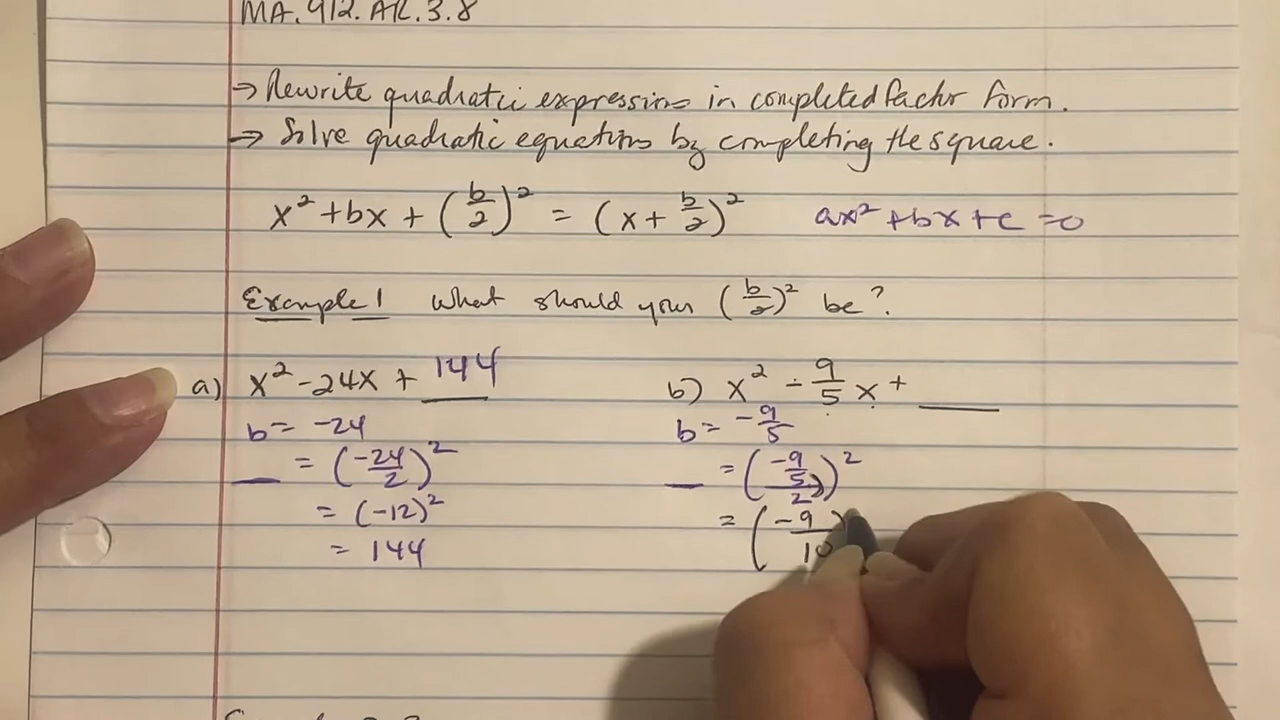 MA.912.AR.3.8
→ Rewrite quadratic expressions in completed factor form.
→ Solve quadratic equations by completing the square.
x² + bx + (b/2)² = (x + b/2)² ax² + bx + c = 0
Example 1 What should your (b/2)² be?
a) x² - 24x + 144
b = -24
__ = (-24/2)²
= (-12)²
= 144
b) x² - 9/5 x + __
b = -9/5
__ = ((-9/5)/2)²
= (-9/10)